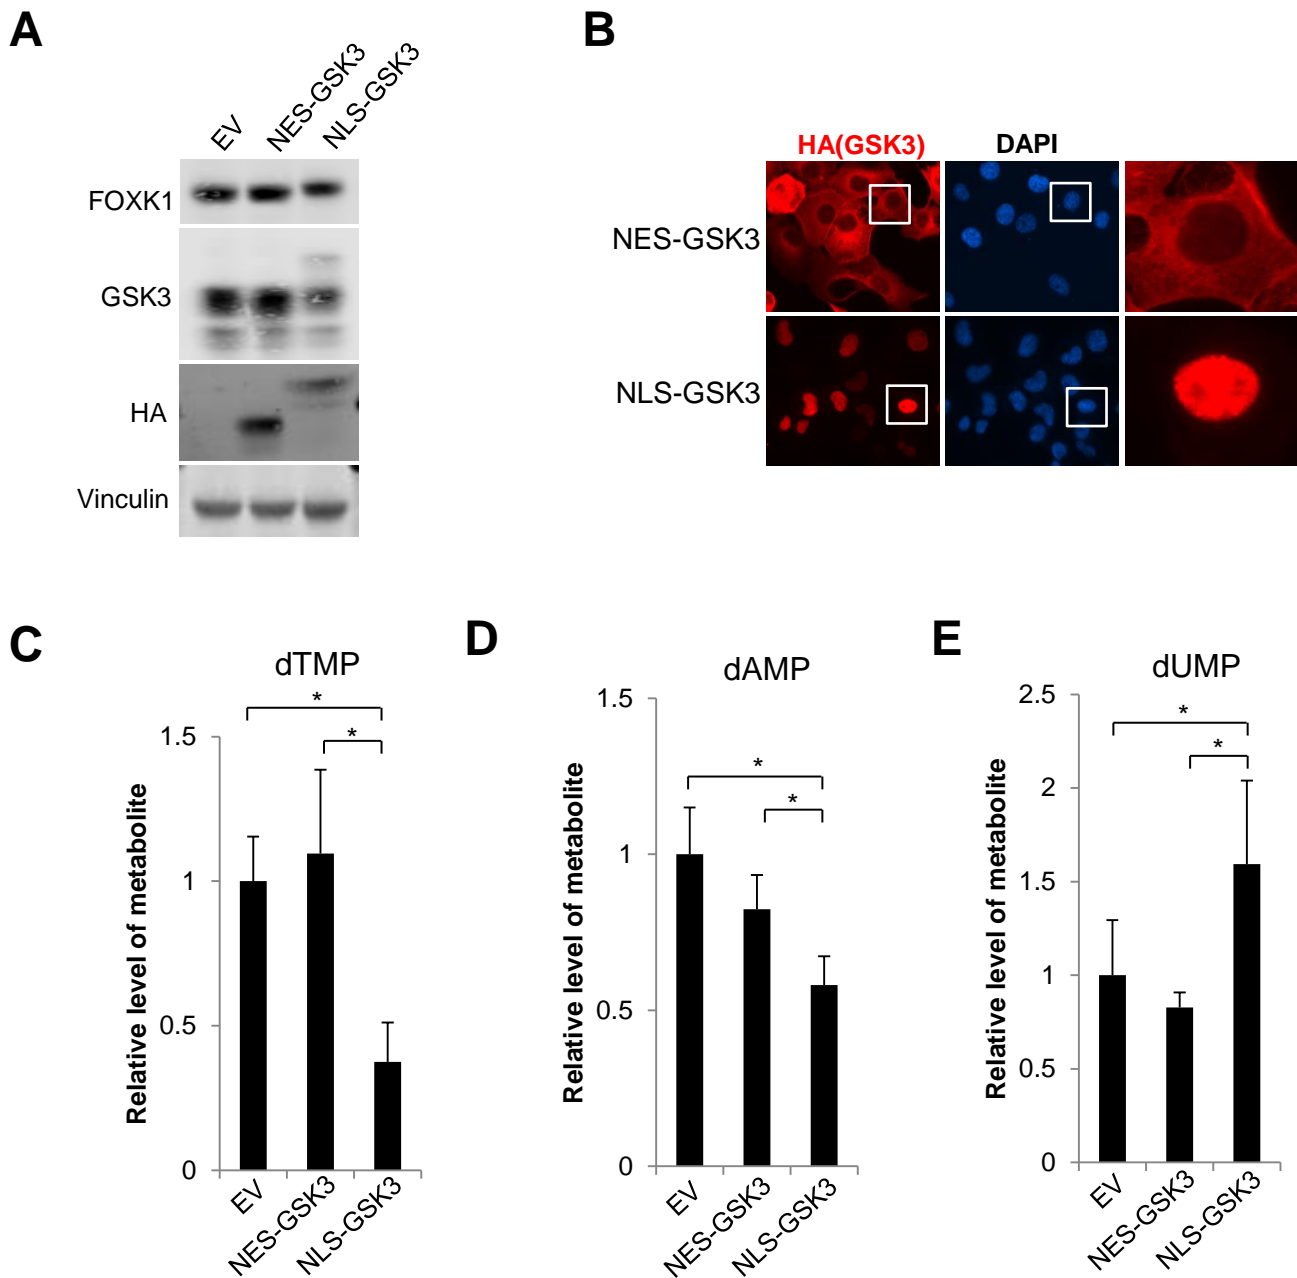 A
EV
NES-GSK3
NLS-GSK3
FOXK1
GSK3
HA
Vinculin
B
HA(GSK3)
DAPI
NES-GSK3
NLS-GSK3
C
dTMP
*
*
1.5
1
0.5
0
Relative level of metabolite
EV
NES-GSK3
NLS-GSK3
D
dAMP
*
*
1.5
1
0.5
0
Relative level of metabolite
EV
NES-GSK3
NLS-GSK3
E
dUMP
*
*
2.5
2
1.5
1
0.5
0
Relative level of metabolite
EV
NES-GSK3
NLS-GSK3